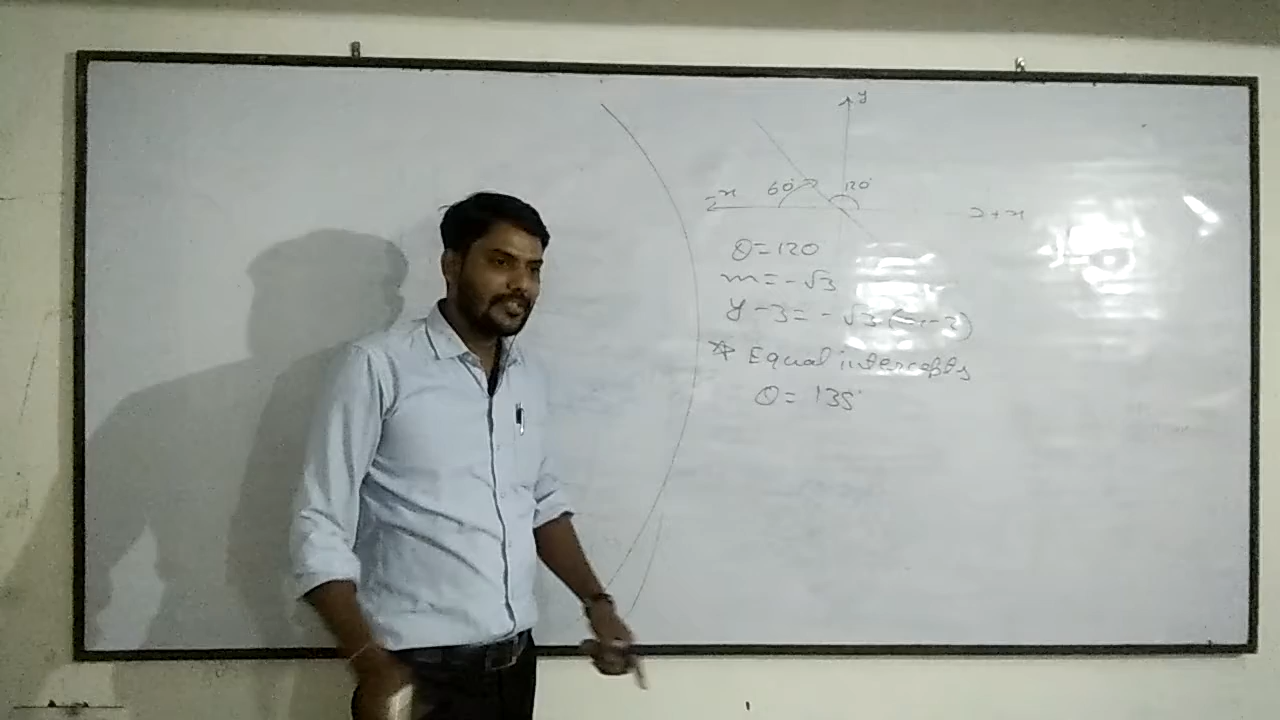 y
-x 60° 120°
>+x
θ=120
m=-√3
y-3=-√3(x-2)
* Equal intercepts
θ= 135°